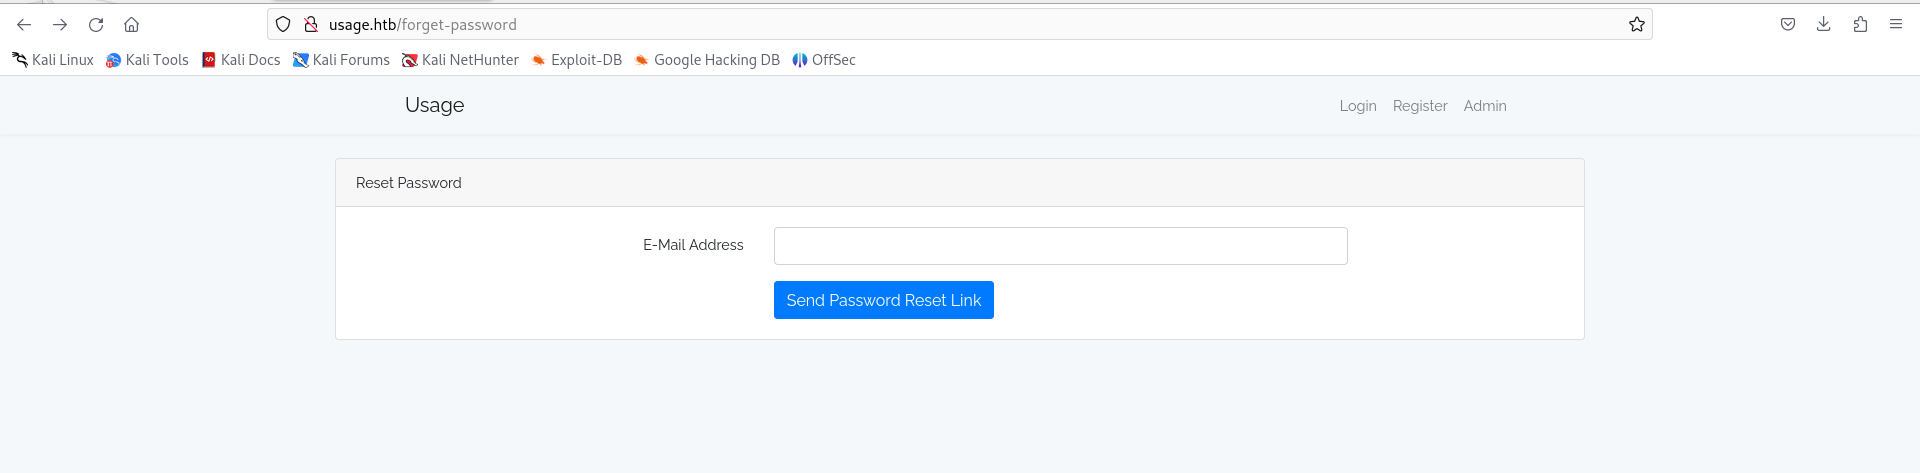 usage.htb/forget-password
Kali Linux Kali Tools Kali Docs Kali Forums Kali NetHunter Exploit-DB Google Hacking DB OffSec
Usage Login Register Admin
Reset Password
E-Mail Address
Send Password Reset Link